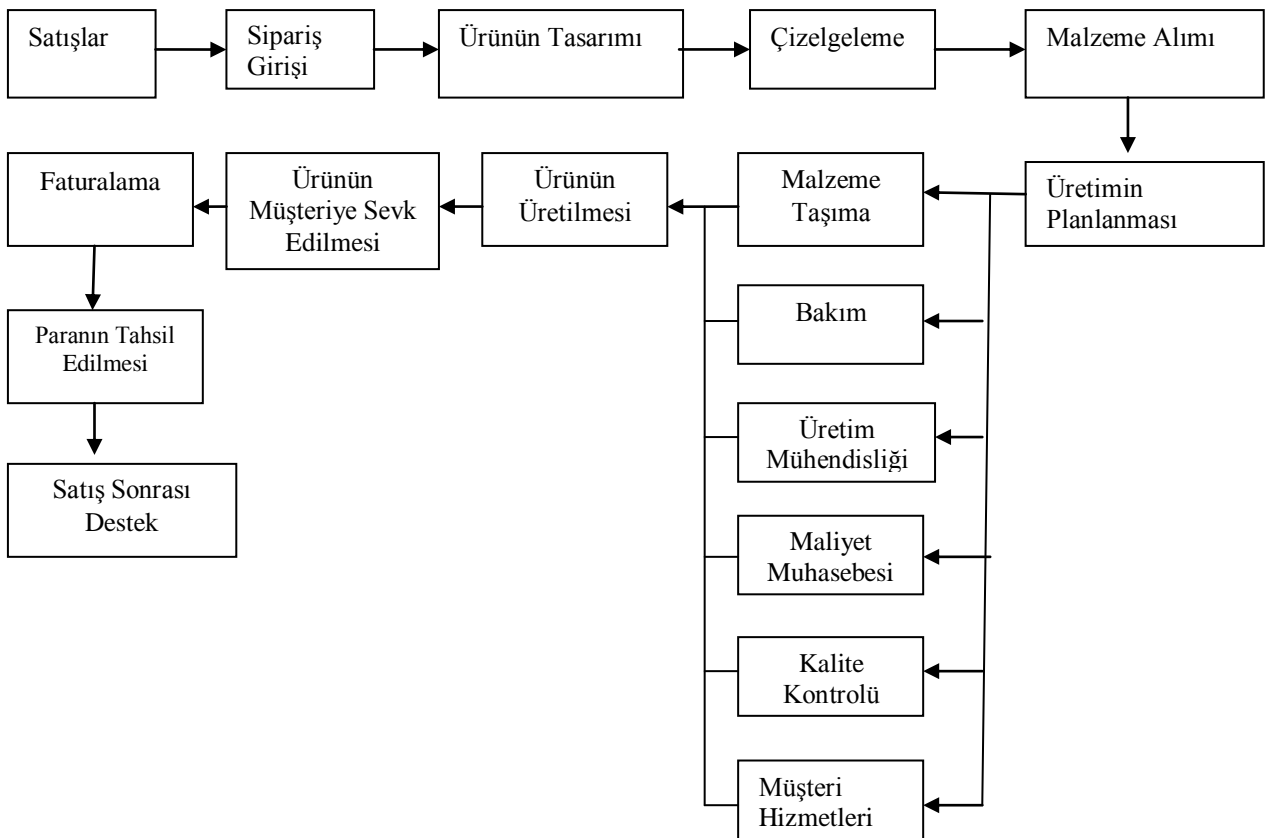 Satışlar
Sipariş
Girişi
Ürünün Tasarımı
Çizelgeleme
Malzeme Alımı
Faturalama
Ürünün
Müşteriye Sevk
Edilmesi
Ürünün
Üretilmesi
Malzeme
Taşıma
Üretimin
Planlanması
Bakım
Paranın Tahsil
Edilmesi
Üretim
Mühendisliği
Satış Sonrası
Destek
Maliyet
Muhasebesi
Kalite
Kontrolü
Müşteri
Hizmetleri